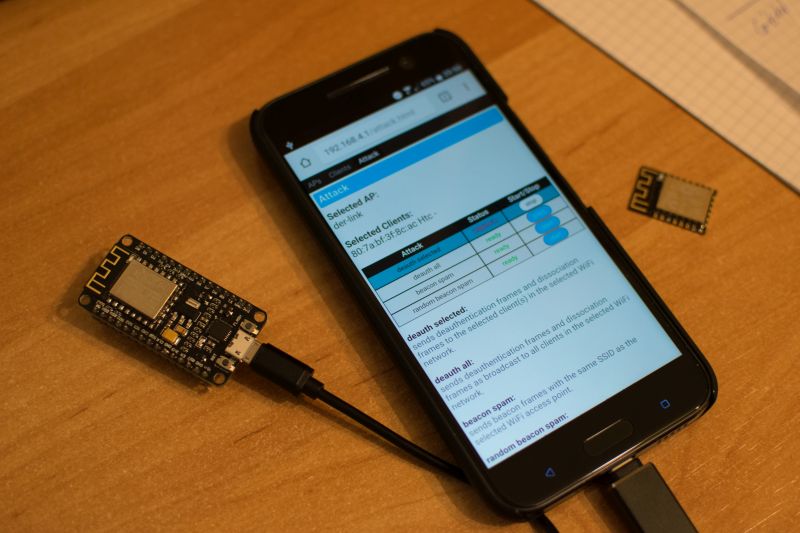 192.168.4.1/attack.html
APs Clients Attack
Attack
Selected AP:
der-link
Selected Clients:
80:7a:bf:3f:8c:ac Htc -
Attack Status Start/Stop
deauth selected stop
deauth all ready
beacon spam ready
random beacon spam ready
deauth selected:
sends deauthentication frames and dissociation
frames to the selected client(s) in the selected WiFi
network.
deauth all:
sends deauthentication frames and dissociation
frames as broadcast to all clients in the selected WiFi
network.
beacon spam:
sends beacon frames with the same SSID as the
selected WiFi access point.
random beacon spam: